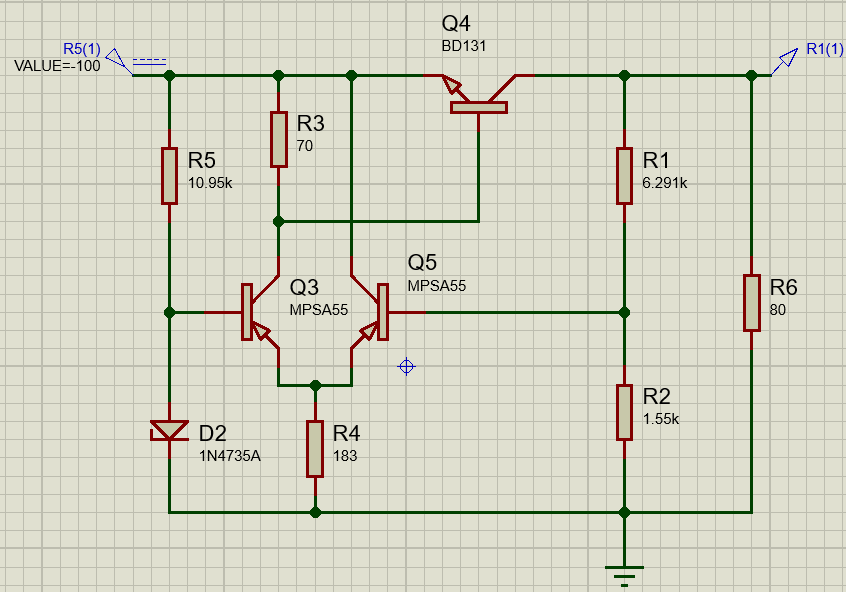 Q4
BD131
R5(1)
VALUE=-100
R1(1)
R3
70
R5
10.95k
R1
6.291k
Q3
MPSA55
Q5
MPSA55
R6
80
R2
1.55k
D2
1N4735A
R4
183